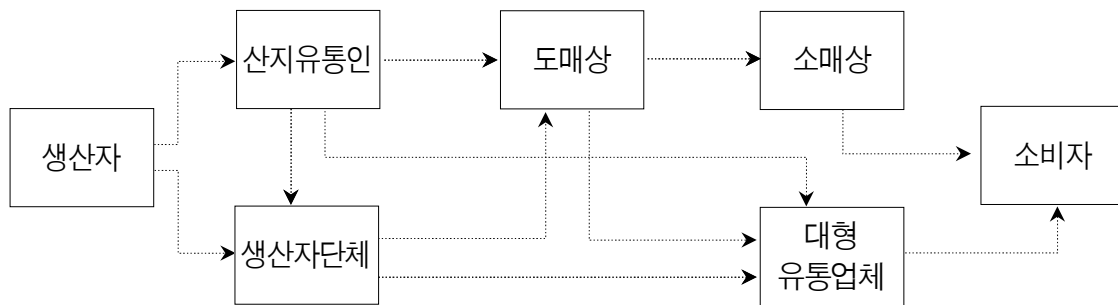 산지유통인
도매상
소매상
생산자
소비자
생산자단체
대형
유통업체